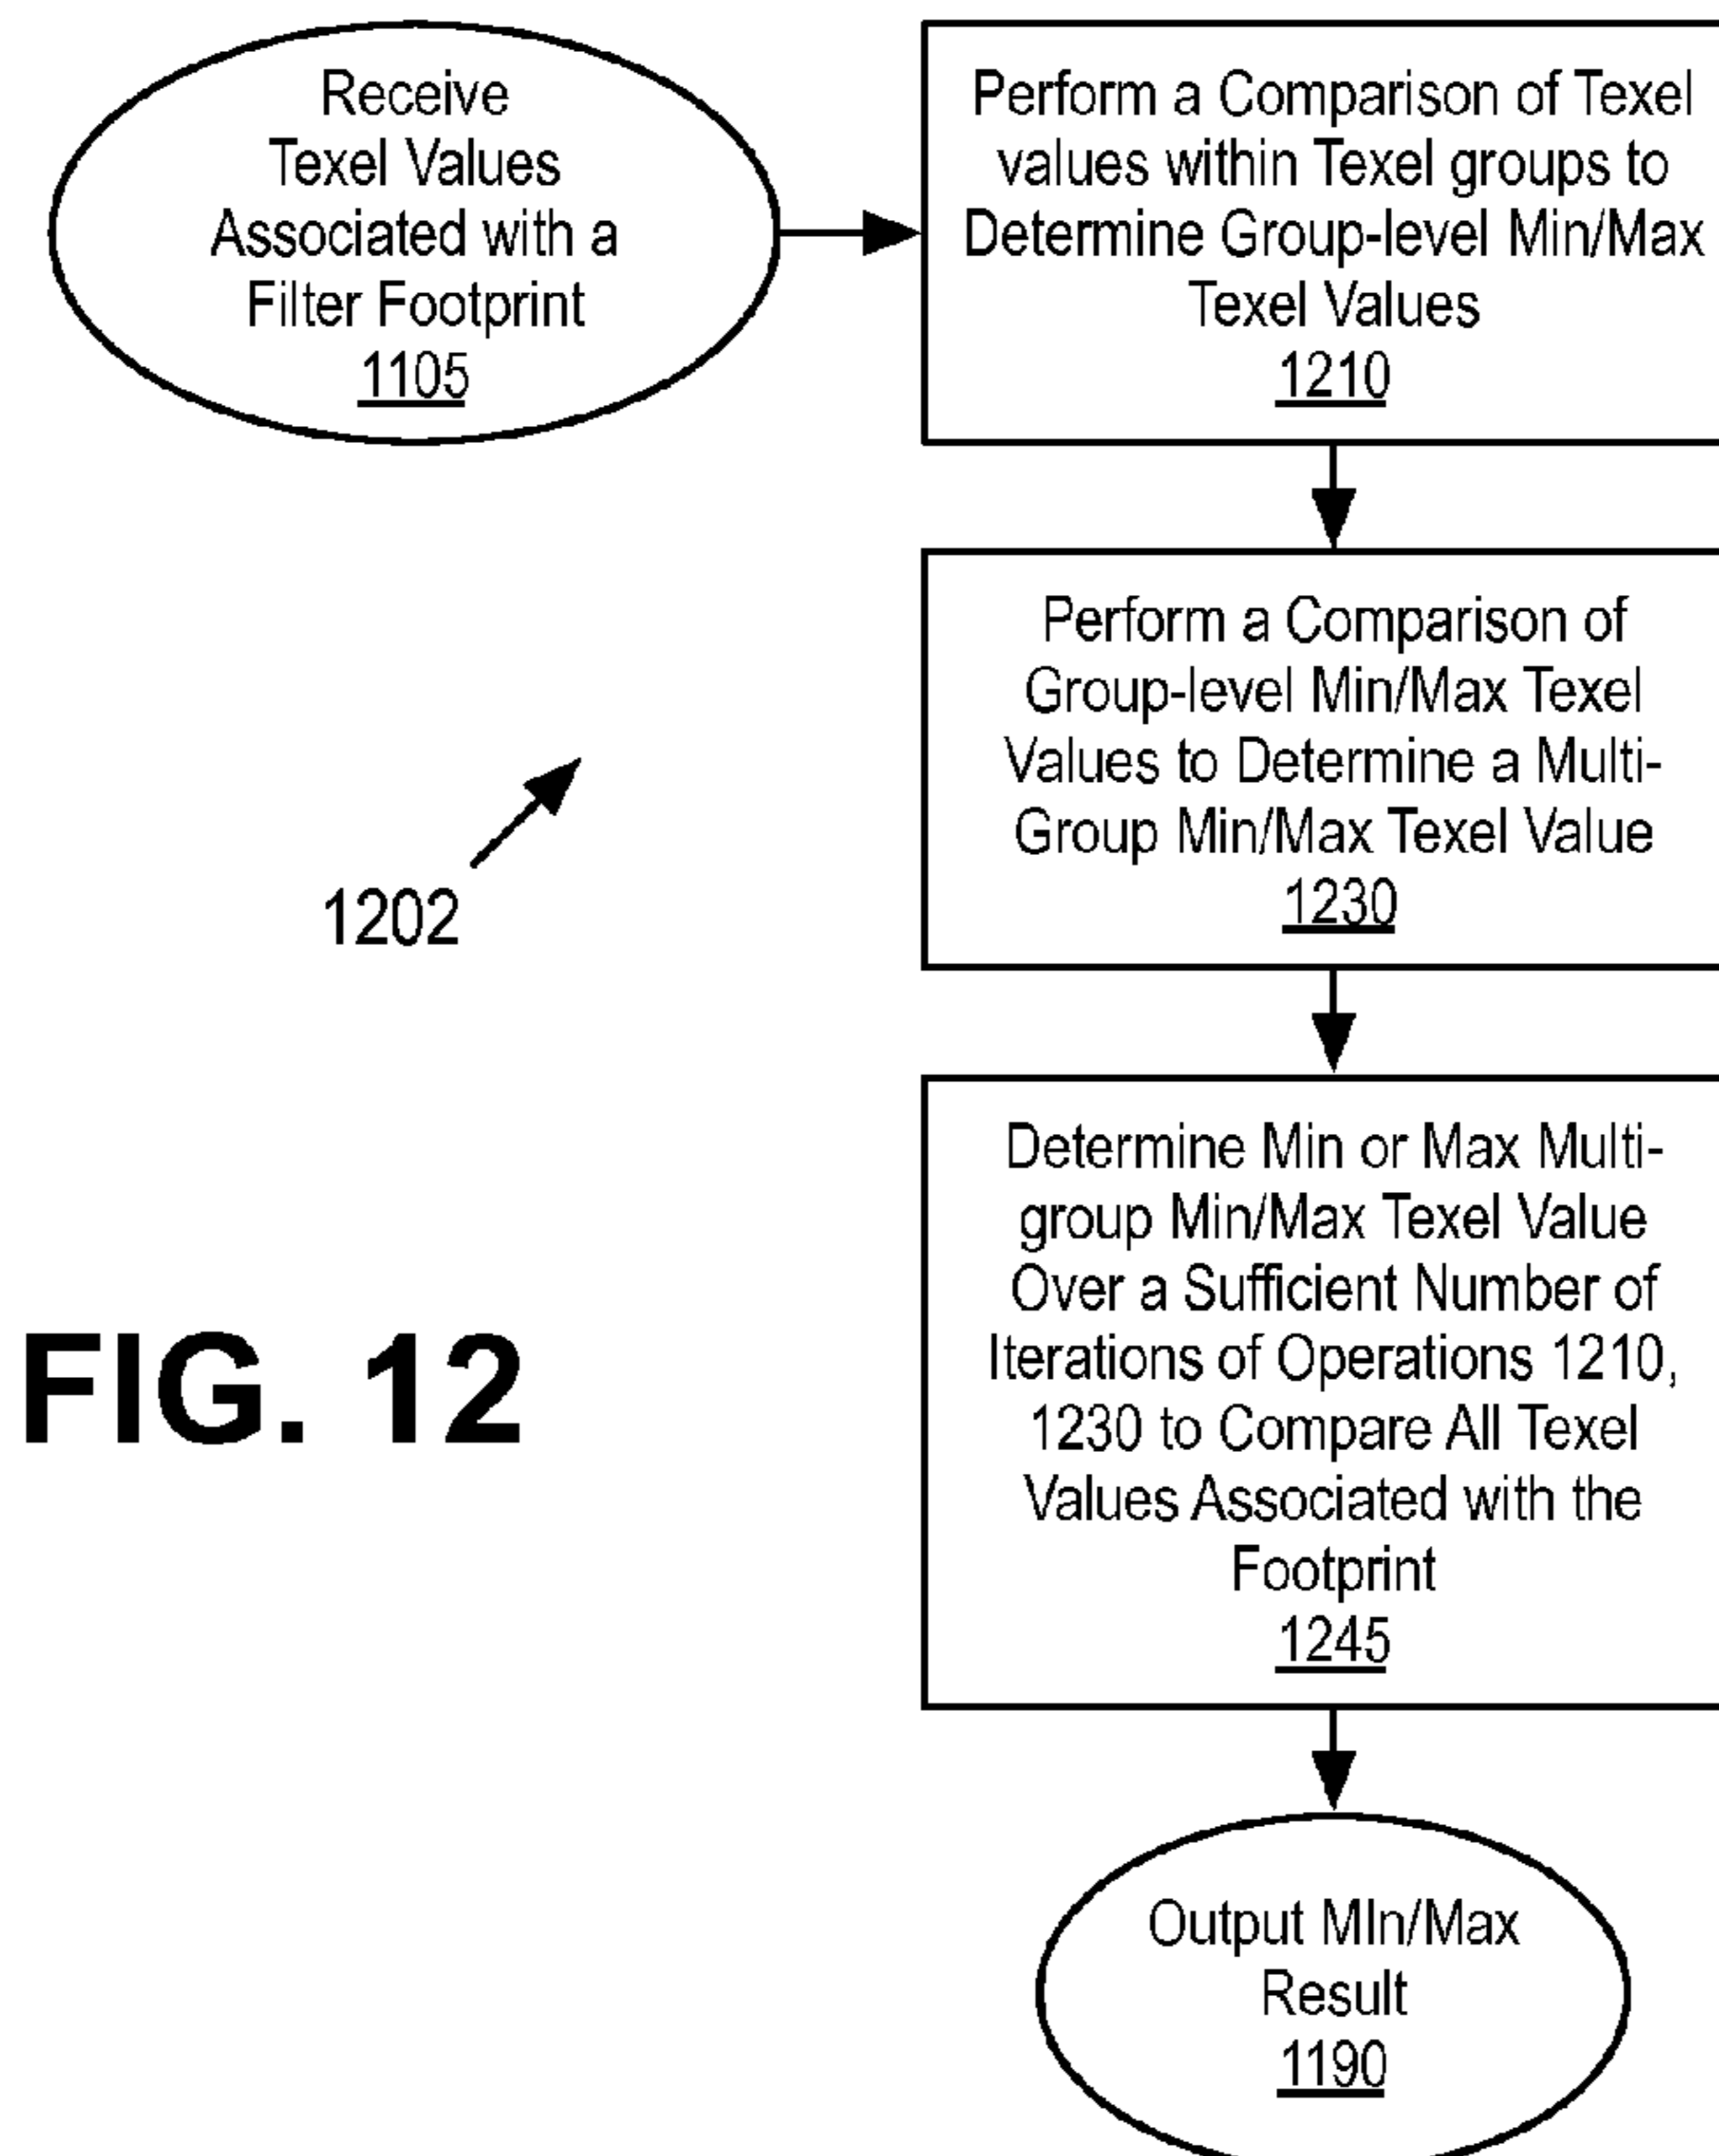 Receive
Texel Values
Associated with a
Filter Footprint
1105
Perform a Comparison of Texel
values within Texel groups to
Determine Group-level Min/Max
Texel Values
1210
Perform a Comparison of
Group-level Min/Max Texel
Values to Determine a Multi-
Group Min/Max Texel Value
1230
1202
Determine Min or Max Multi-
group Min/Max Texel Value
Over a Sufficient Number of
Iterations of Operations 1210,
1230 to Compare All Texel
Values Associated with the
Footprint
1245
FIG. 12
Output MIn/Max
Result
1190